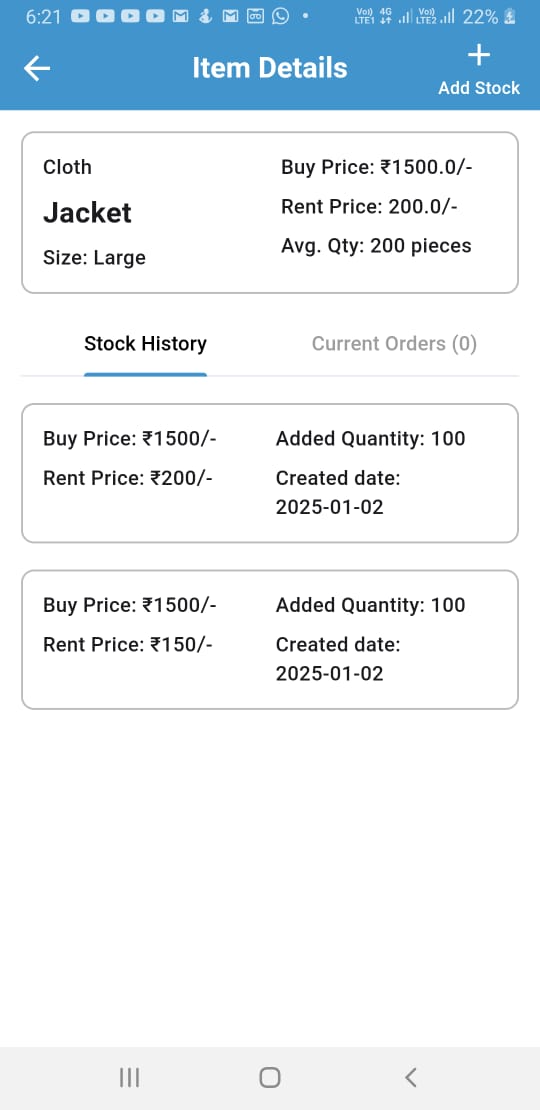 6:21
Vo)) LTE1 4G Vo)) LTE2 22%
Item Details
Add Stock
Cloth
Jacket
Size: Large
Buy Price: ₹1500.0/-
Rent Price: 200.0/-
Avg. Qty: 200 pieces
Stock History
Current Orders (0)
Buy Price: ₹1500/-
Rent Price: ₹200/-
Added Quantity: 100
Created date:
2025-01-02
Buy Price: ₹1500/-
Rent Price: ₹150/-
Added Quantity: 100
Created date:
2025-01-02